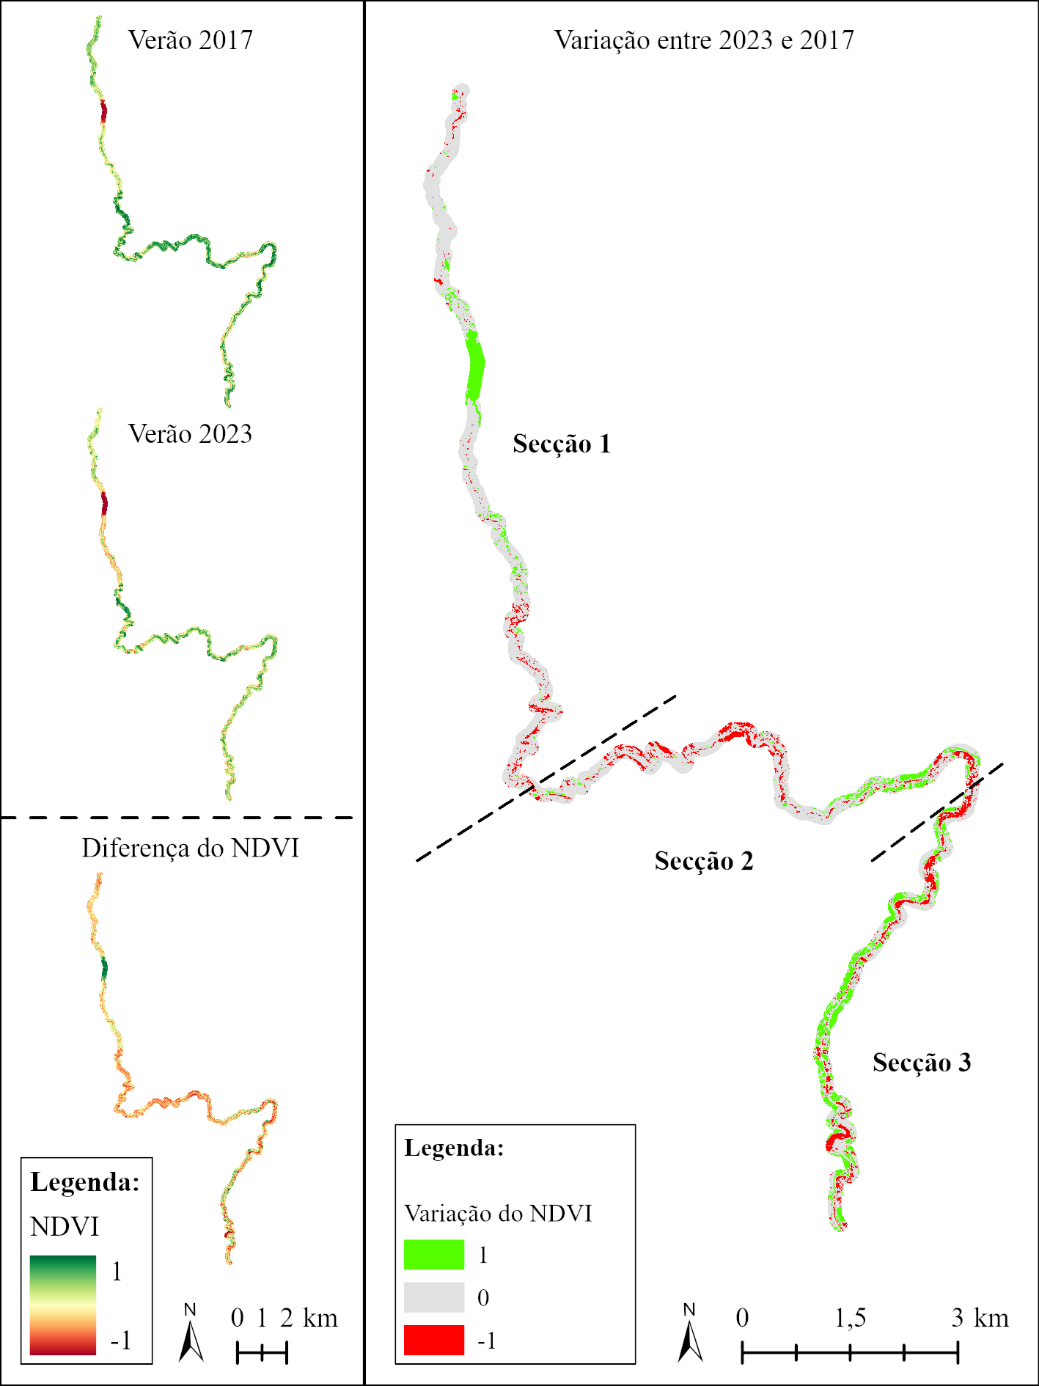 Verão 2017
Verão 2023
Diferença do NDVI
Legenda:
NDVI
1
-1
N
0 1 2 km
Variação entre 2023 e 2017
Secção 1
Secção 2
Secção 3
Legenda:
Variação do NDVI
1
0
-1
N
0 1,5 3 km